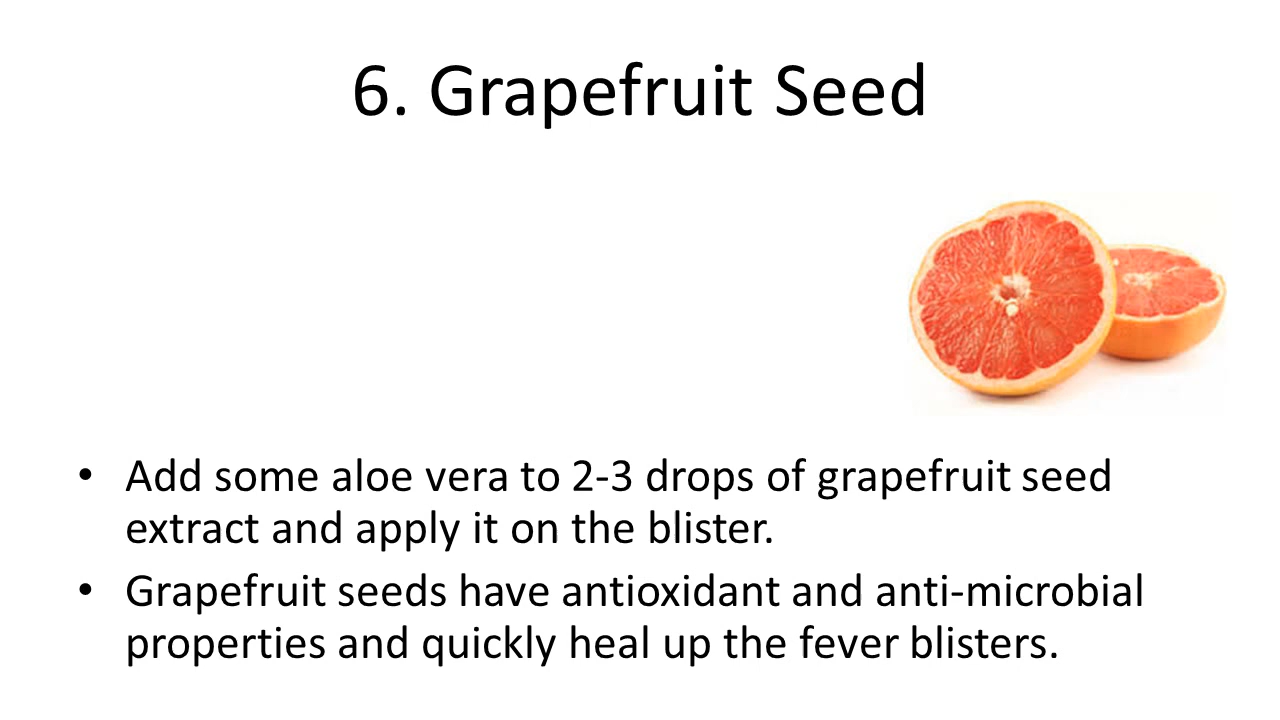 6. Grapefruit Seed
• Add some aloe vera to 2-3 drops of grapefruit seed
extract and apply it on the blister.
• Grapefruit seeds have antioxidant and anti-microbial
properties and quickly heal up the fever blisters.